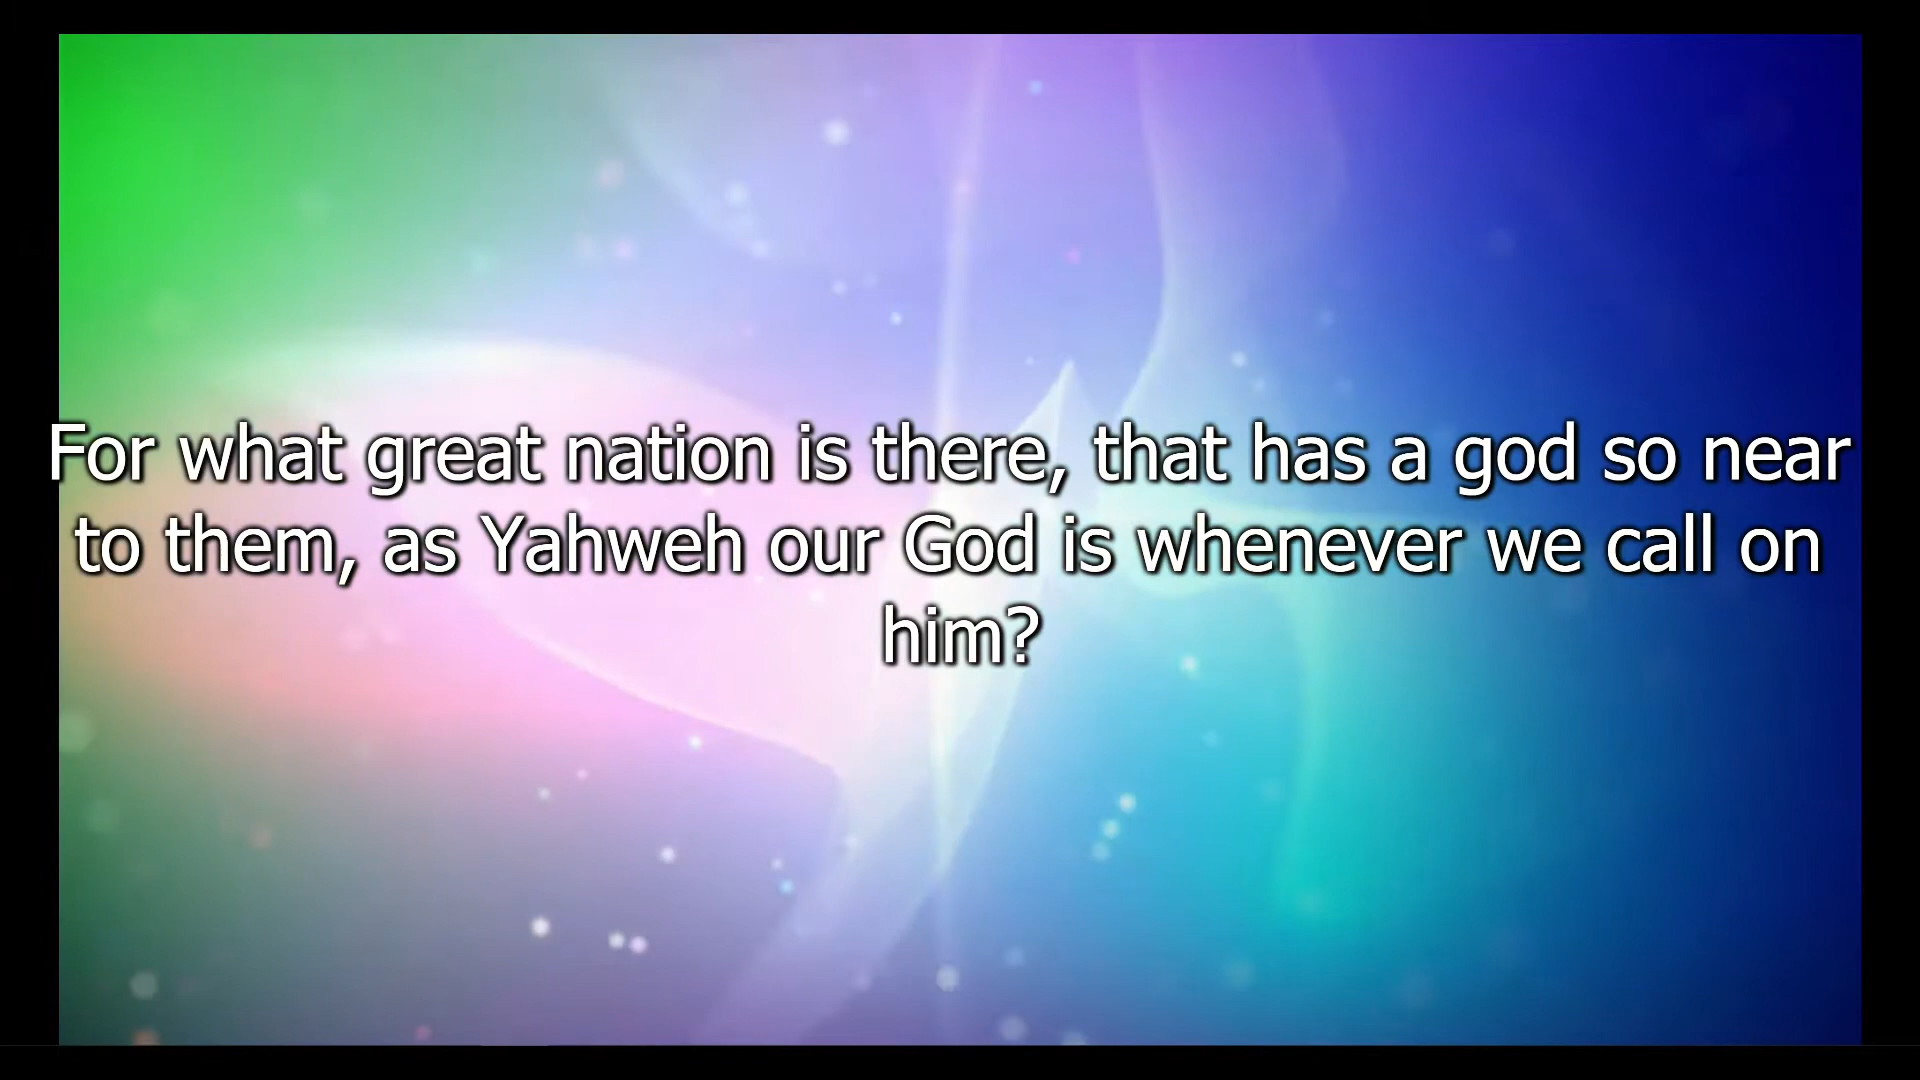 For what great nation is there, that has a god so near
to them, as Yahweh our God is whenever we call on
him?